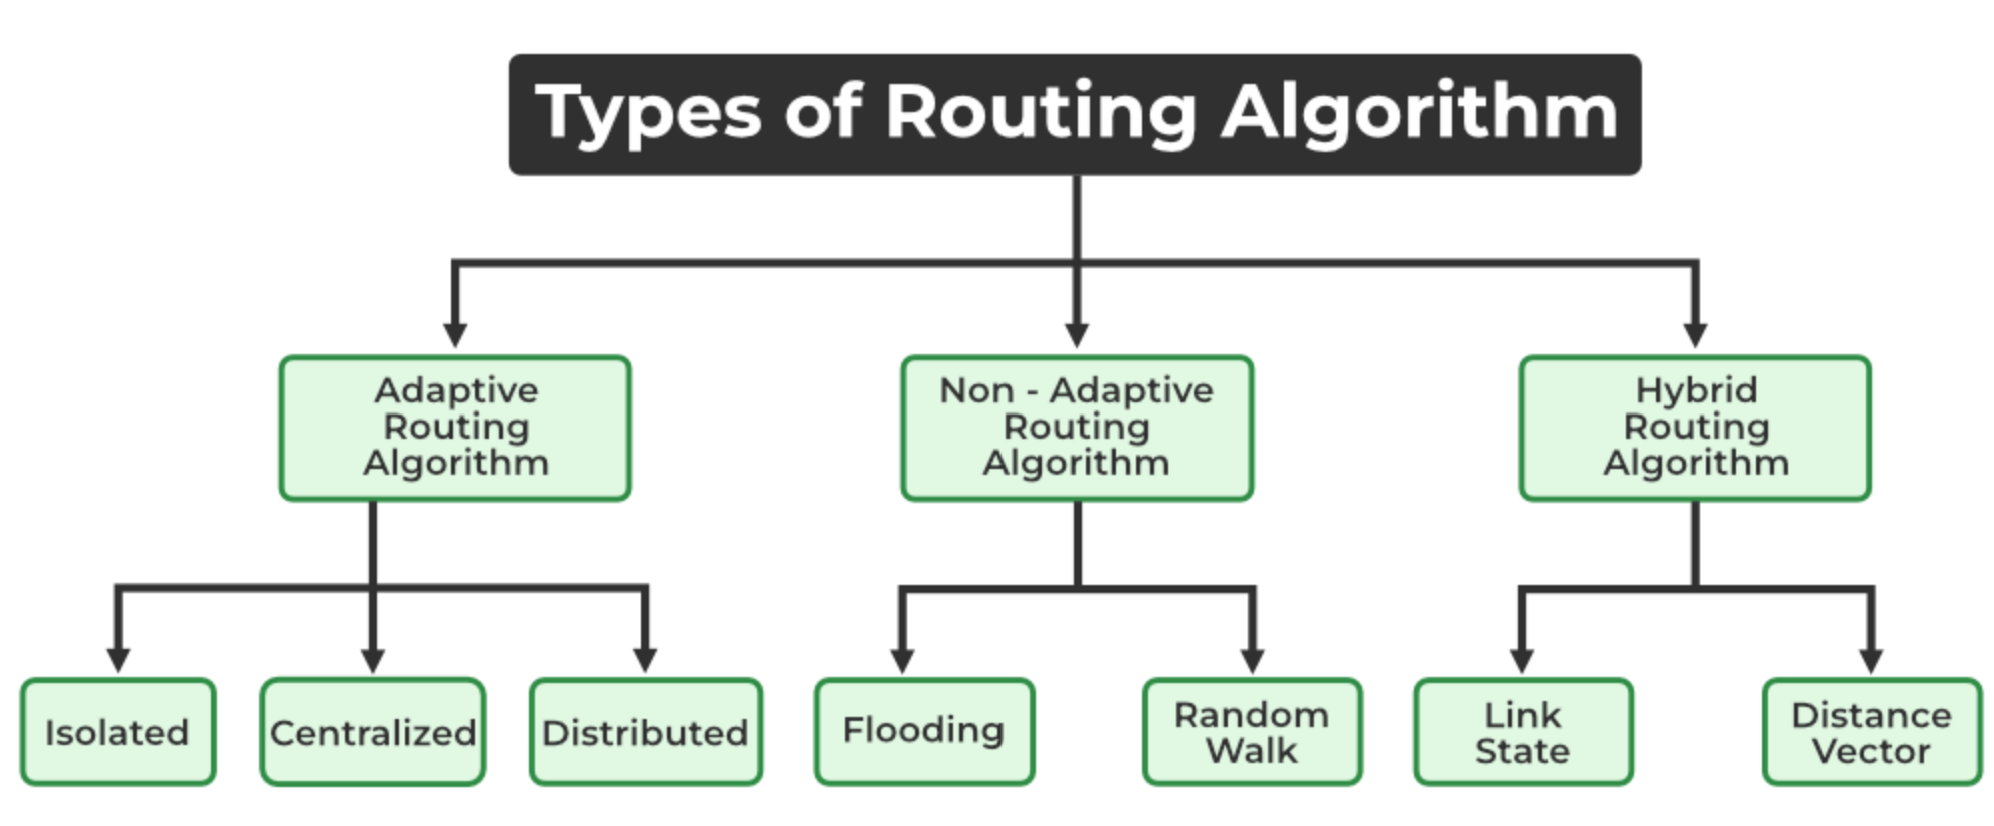 Types of Routing Algorithm
Adaptive
Routing
Algorithm
Non - Adaptive
Routing
Algorithm
Hybrid
Routing
Algorithm
Isolated
Centralized
Distributed
Flooding
Random
Walk
Link
State
Distance
Vector